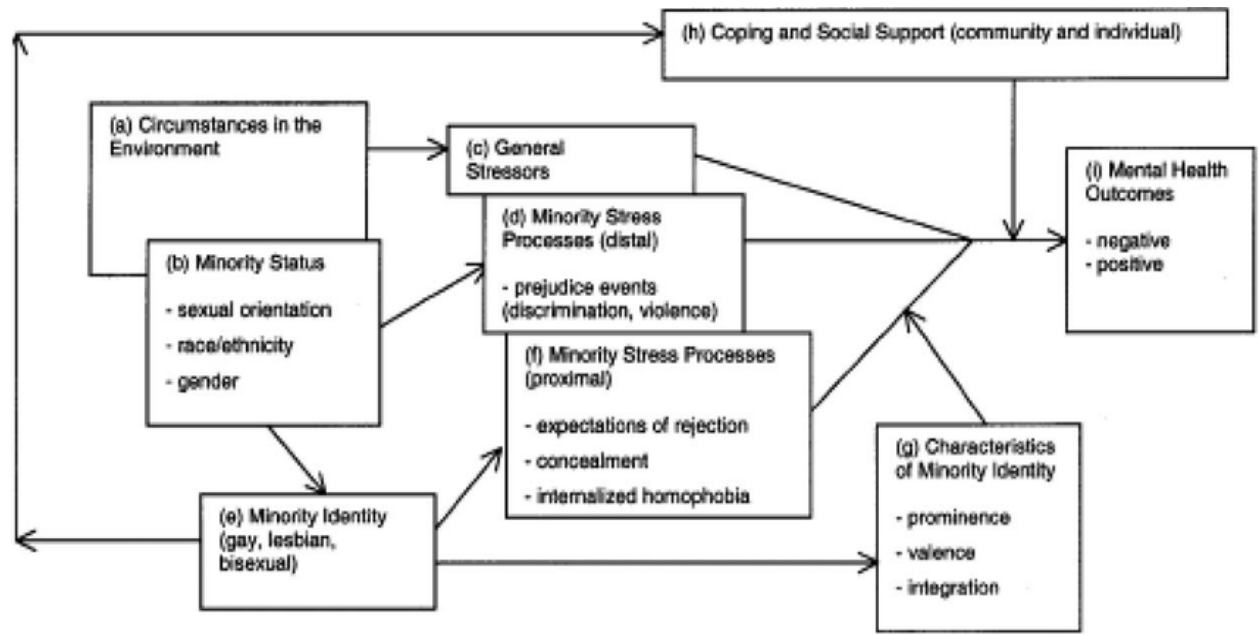 (h) Coping and Social Support (community and individual)
(a) Circumstances in the
Environment
(c) General
Stressors
(i) Mental Health
Outcomes
- negative
- positive
(d) Minority Stress
Processes (distal)
- prejudice events
(discrimination, violence)
(b) Minority Status
- sexual orientation
- race/ethnicity
- gender
(f) Minority Stress Processes
(proximal)
- expectations of rejection
- concealment
- internalized homophobia
(g) Characteristics
of Minority Identity
- prominence
- valence
- integration
(e) Minority Identity
(gay, lesbian,
bisexual)